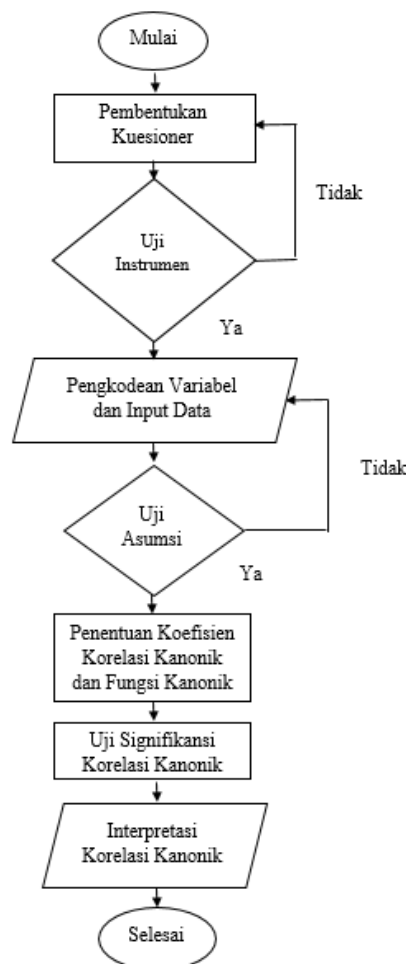 Mulai
Pembentukan
Kuesioner
Tidak
Uji
Instrumen
Ya
Pengkodean Variabel
dan Input Data
Tidak
Uji
Asumsi
Ya
Penentuan Koefisien
Korelasi Kanonik
dan Fungsi Kanonik
Uji Signifikansi
Korelasi Kanonik
Interpretasi
Korelasi Kanonik
Selesai